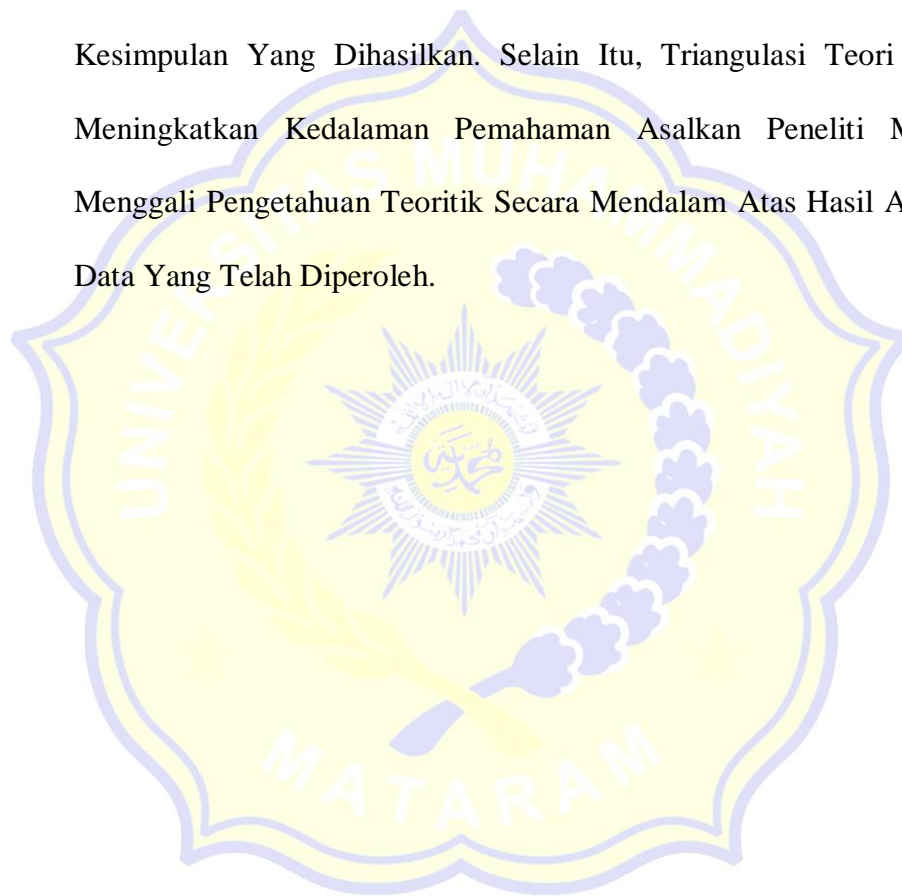 Kesimpulan Yang Dihasilkan. Selain Itu, Triangulasi Teori
Meningkatkan Kedalaman Pemahaman Asalkan Peneliti M
Menggali Pengetahuan Teoritik Secara Mendalam Atas Hasil A
Data Yang Telah Diperoleh.
UNIVERSITAS MUHAMMADIYAH
محمدية
MATARAM